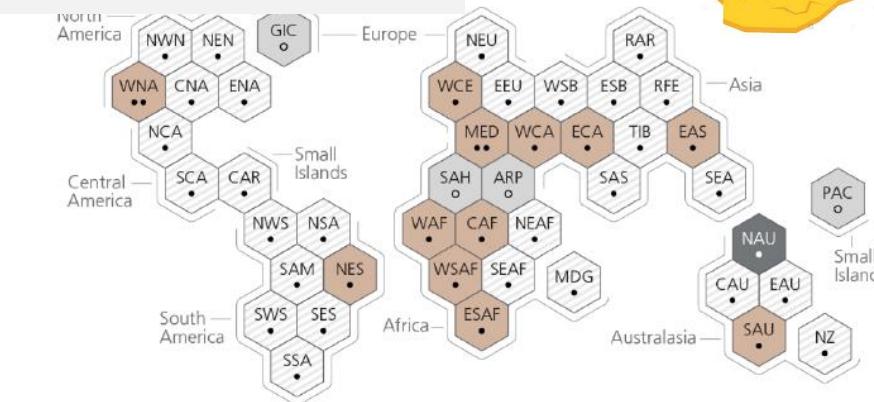 North
America
NWN
NEN
GIC
Europe
NEU
RAR
WNA
CNA
ENA
WCE
EEU
WSB
ESB
RFE
Asia
NCA
MED
WCA
ECA
TIB
EAS
Small
Islands
Central
America
SCA
CAR
SAH
ARP
SAS
SEA
PAC
NWS
NSA
WAF
CAF
NEAF
NAU
Small
SAM
NES
WSAF
SEAF
MDG
CAU
EAU
South
America
SWS
SES
Africa
ESAF
Australasia
SAU
NZ
SSA